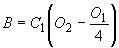 B = C₁(O₂ − O₁/4)